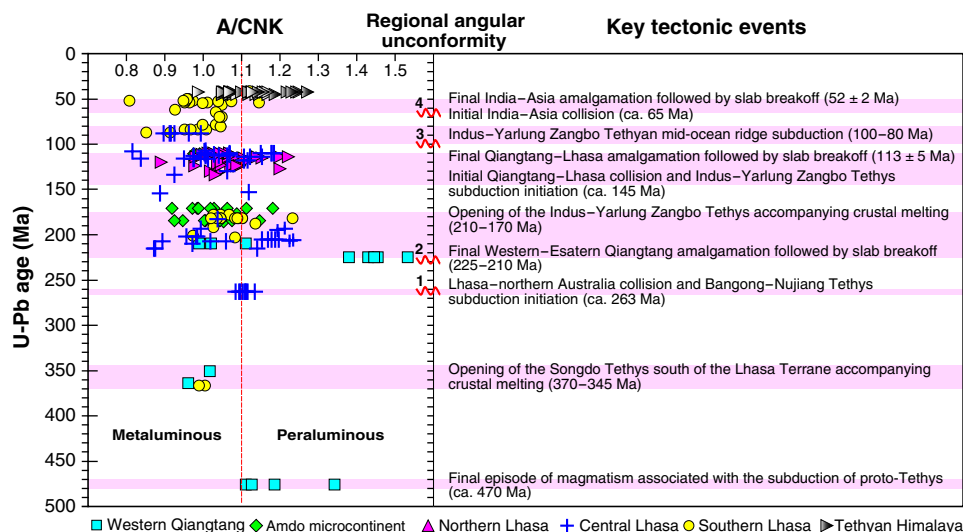 A/CNK
Regional angular
unconformity
Key tectonic events
0.8 0.9 1.0 1.1 1.2 1.3 1.4 1.5
U-Pb age (Ma)
0
50
100
150
200
250
300
350
400
450
500
4
3
2
1
Final India–Asia amalgamation followed by slab breakoff (52 ± 2 Ma)
Initial India–Asia collision (ca. 65 Ma)
Indus–Yarlung Zangbo Tethyan mid-ocean ridge subduction (100–80 Ma)
Final Qiangtang–Lhasa amalgamation followed by slab breakoff (113 ± 5 Ma)
Initial Qiangtang–Lhasa collision and Indus–Yarlung Zangbo Tethys
subduction initiation (ca. 145 Ma)
Opening of the Indus–Yarlung Zangbo Tethys accompanying crustal melting
(210–170 Ma)
Final Western–Esatern Qiangtang amalgamation followed by slab breakoff
(225–210 Ma)
Lhasa–northern Australia collision and Bangong–Nujiang Tethys
subduction initiation (ca. 263 Ma)
Opening of the Songdo Tethys south of the Lhasa Terrane accompanying
crustal melting (370–345 Ma)
Metaluminous Peraluminous
Final episode of magmatism associated with the subduction of proto-Tethys
(ca. 470 Ma)
Western Qiangtang Amdo microcontinent Northern Lhasa Central Lhasa Southern Lhasa Tethyan Himalaya